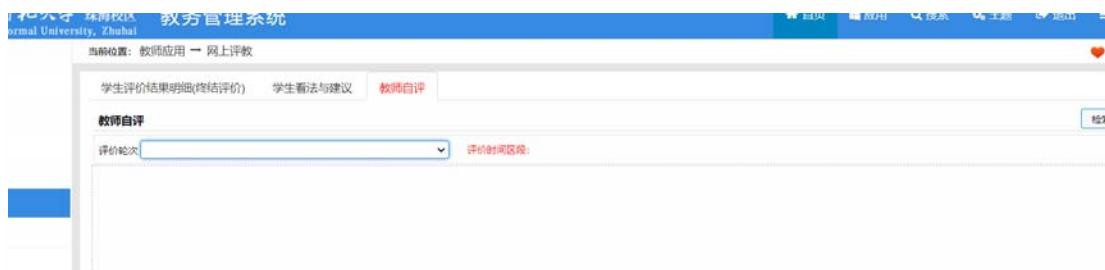 珠海校区 教务管理系统
ormal University, Zhuhai
首页 应用 搜索 主题 退出
当前位置: 教师应用 → 网上评教
学生评价结果明细(终结评价) 学生看法与建议 教师自评
教师自评
评价轮次 评价时间区段: